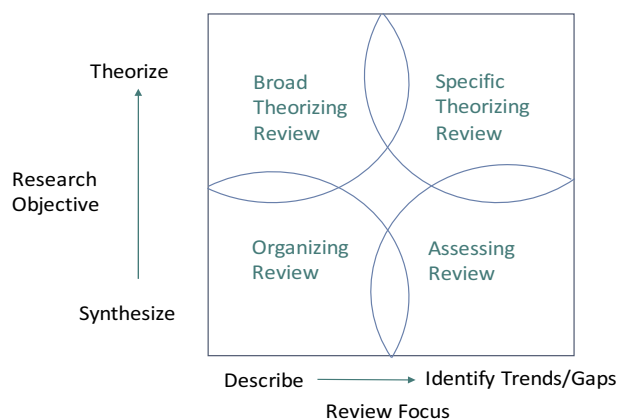 Theorize
Broad
Theorizing
Review
Specific
Theorizing
Review
Research
Objective
Organizing
Review
Assessing
Review
Synthesize
Describe
Identify Trends/Gaps
Review Focus